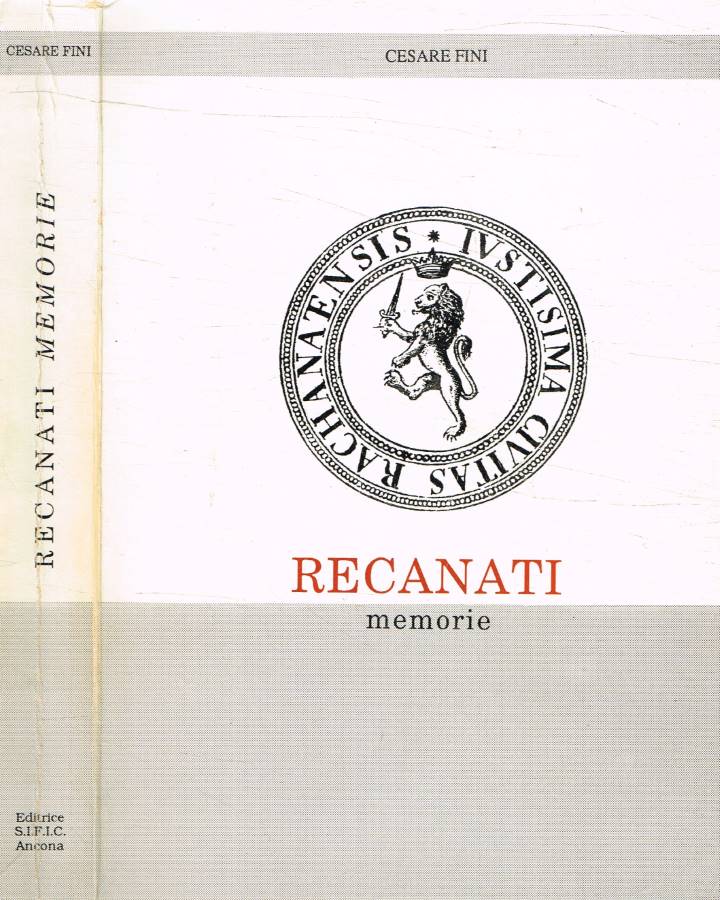 CESARE FINI
RECANATI MEMORIE
Editrice
S.I.F.I.C.
Ancona
CESARE FINI
* IVSTISIMA CIVITAS RACHANAENSIS
RECANATI
memorie